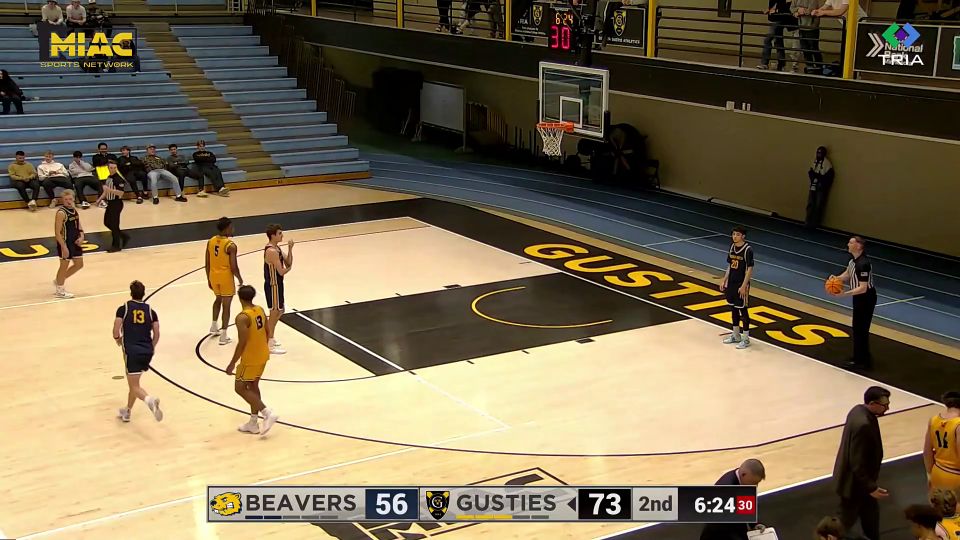 MIAC
SPORTS NETWORK
6:24
30
National
TRIA
U S
GUSTIES
5
13
13
20
14
BEAVERS 56 GUSTIES 73 2nd 6:24 30